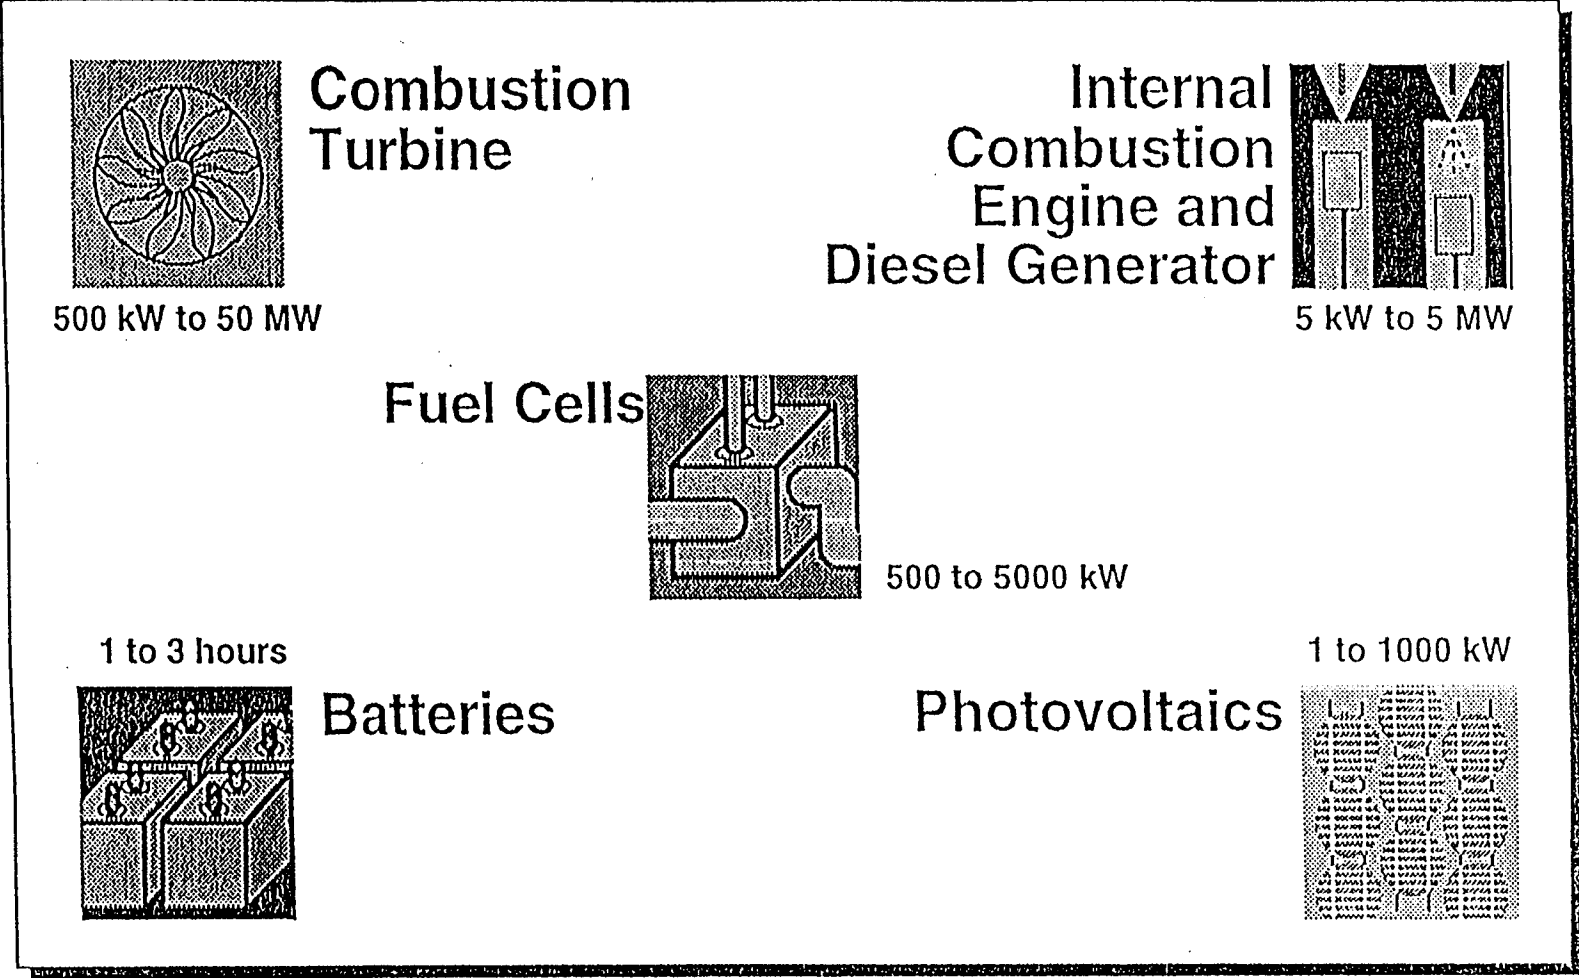 Combustion
Turbine
500 kW to 50 MW
Internal
Combustion
Engine and
Diesel Generator
5 kW to 5 MW
Fuel Cells
500 to 5000 kW
1 to 3 hours
Batteries
1 to 1000 kW
Photovoltaics